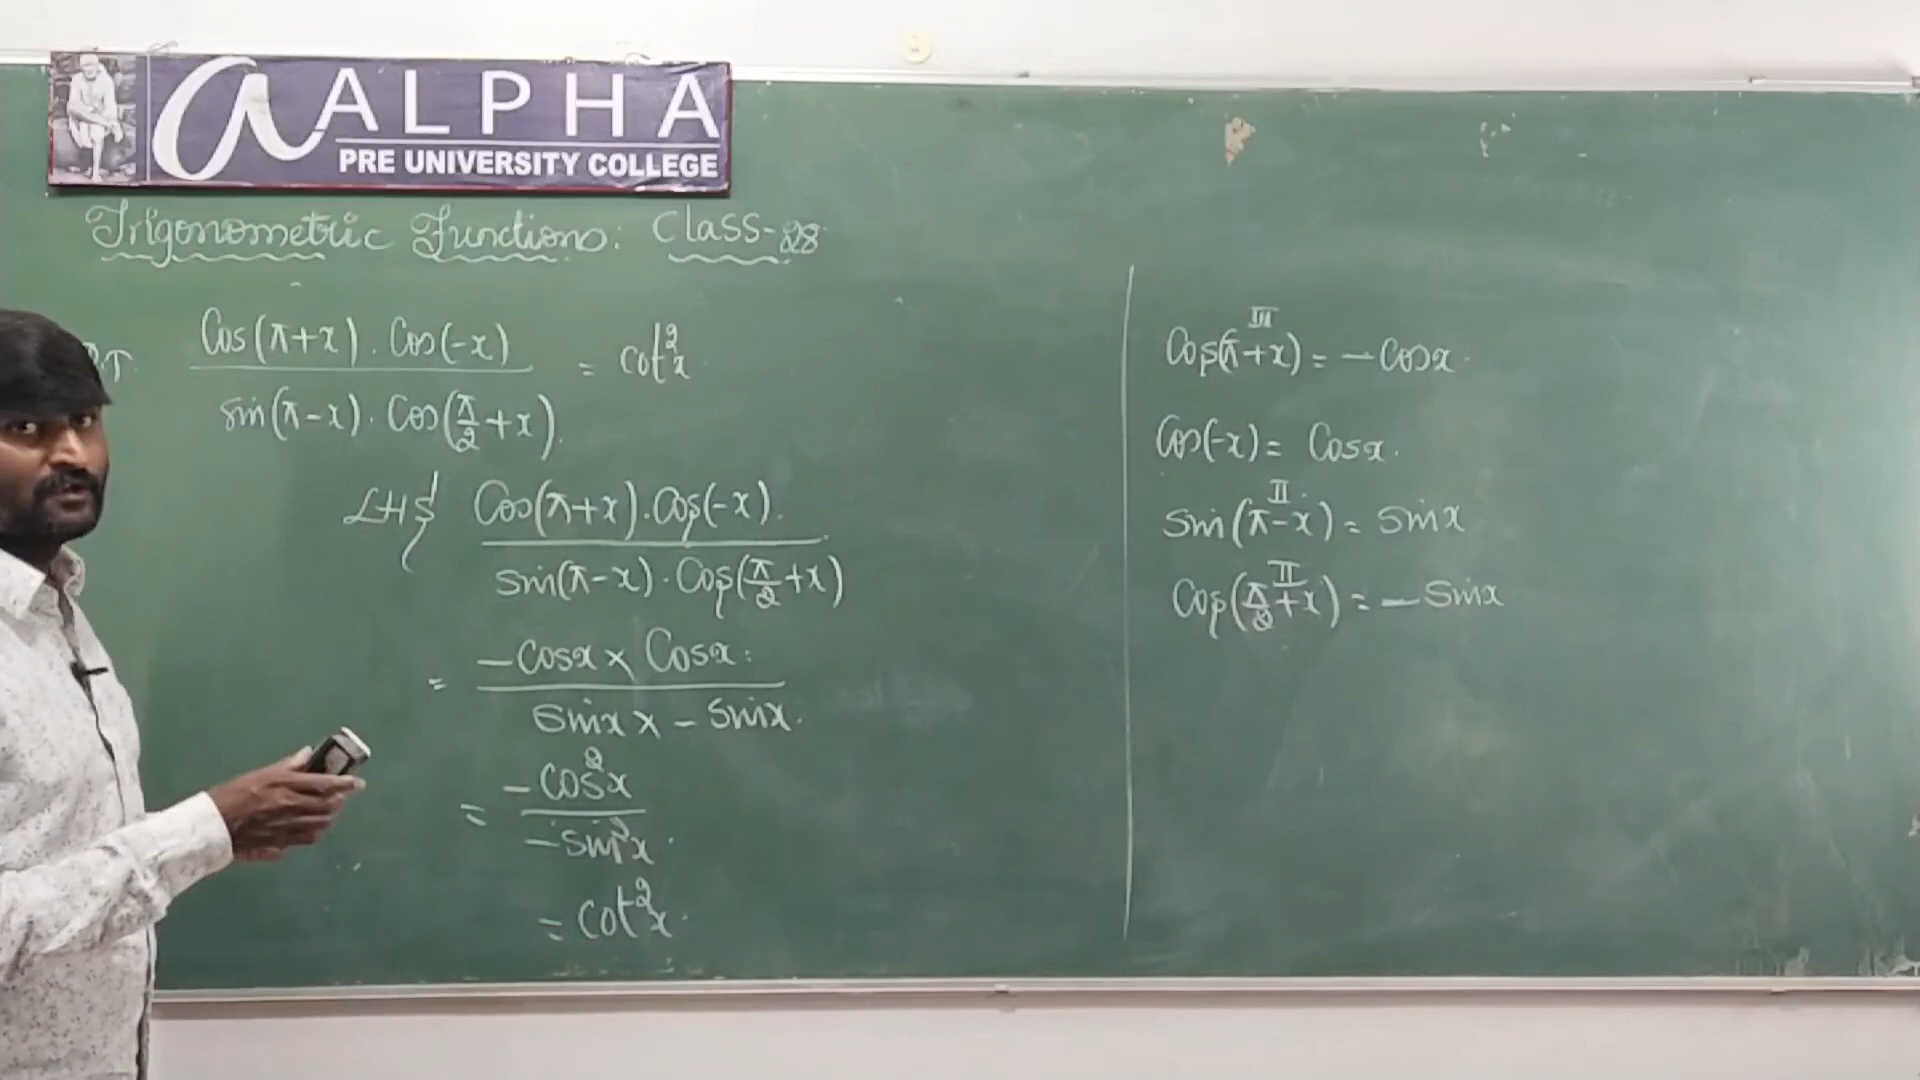 a ALPHA
PRE UNIVERSITY COLLEGE
Trigonometric Functions: Class-28
P.T Cos(π+x) . Cos(-x) / sin(π-x) . Cos(π/2+x) = cot²x
LHS Cos(π+x) . Cos(-x) / sin(π-x) . Cos(π/2+x)
= -cosx × Cosx / sinx × - sinx
= -cos²x / -sin²x
= cot²x
III
Cos(π+x) = -Cosx
Cos(-x) = Cosx
II
sin(π-x) = sinx
II
Cos(π/2+x) = - sinx